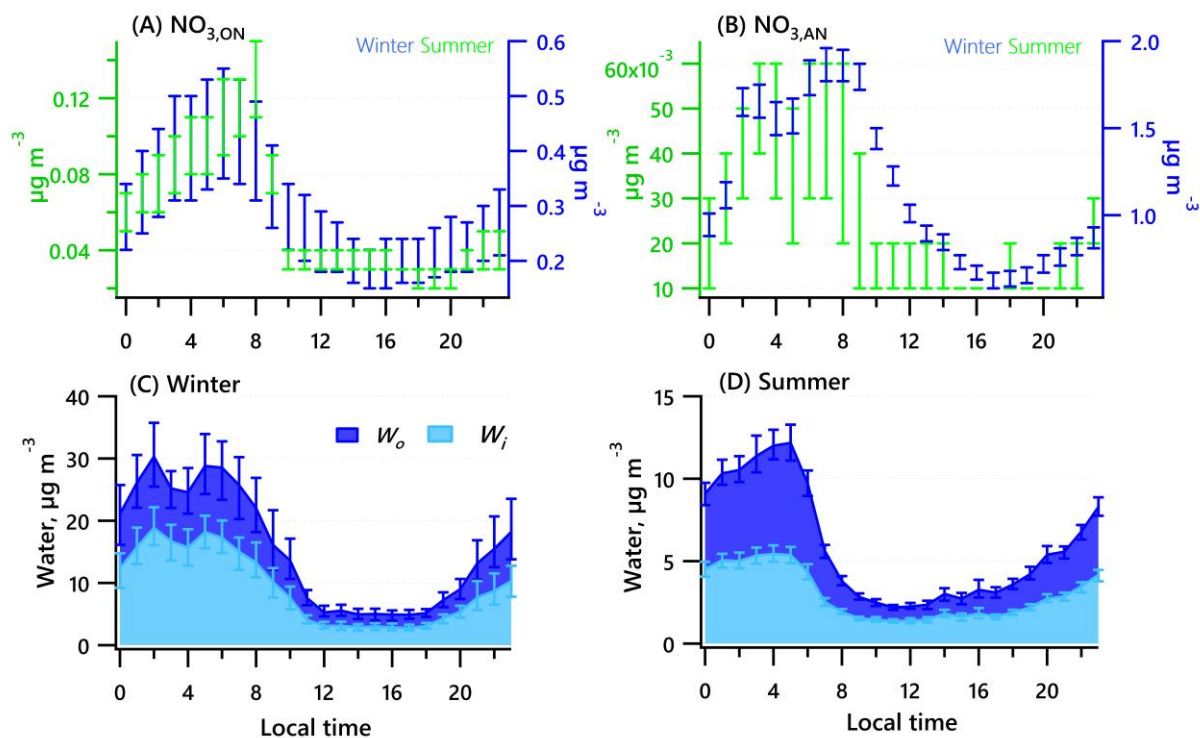 (A) NO3,ON
Winter Summer
0.12
0.08
0.04
µg m-3
0.6
0.5
0.4
0.3
0.2
µg m-3
0 4 8 12 16 20
(B) NO3,AN
Winter Summer
60x10-3
50
40
30
20
10
µg m-3
2.0
1.5
1.0
µg m-3
0 4 8 12 16 20
(C) Winter
Wo Wi
40
30
20
10
0
Water, µg m-3
0 4 8 12 16 20
Local time
(D) Summer
15
10
5
0
Water, µg m-3
0 4 8 12 16 20
Local time